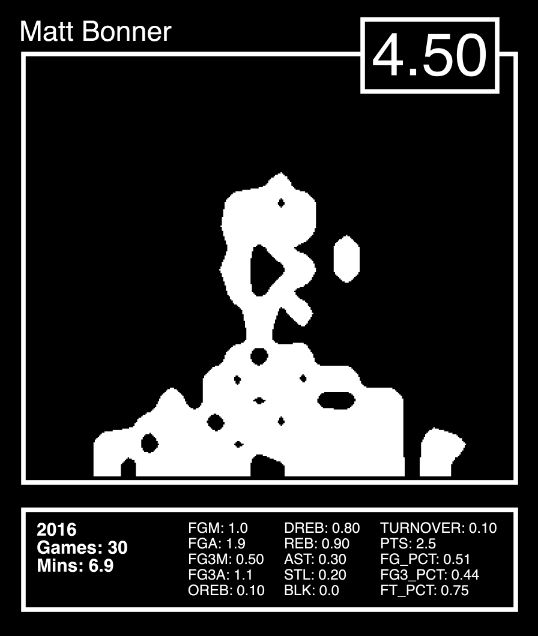 Matt Bonner
4.50
2016
Games: 30
Mins: 6.9
FGM: 1.0
FGA: 1.9
FG3M: 0.50
FG3A: 1.1
OREB: 0.10
DREB: 0.80
REB: 0.90
AST: 0.30
STL: 0.20
BLK: 0.0
TURNOVER: 0.10
PTS: 2.5
FG_PCT: 0.51
FG3_PCT: 0.44
FT_PCT: 0.75